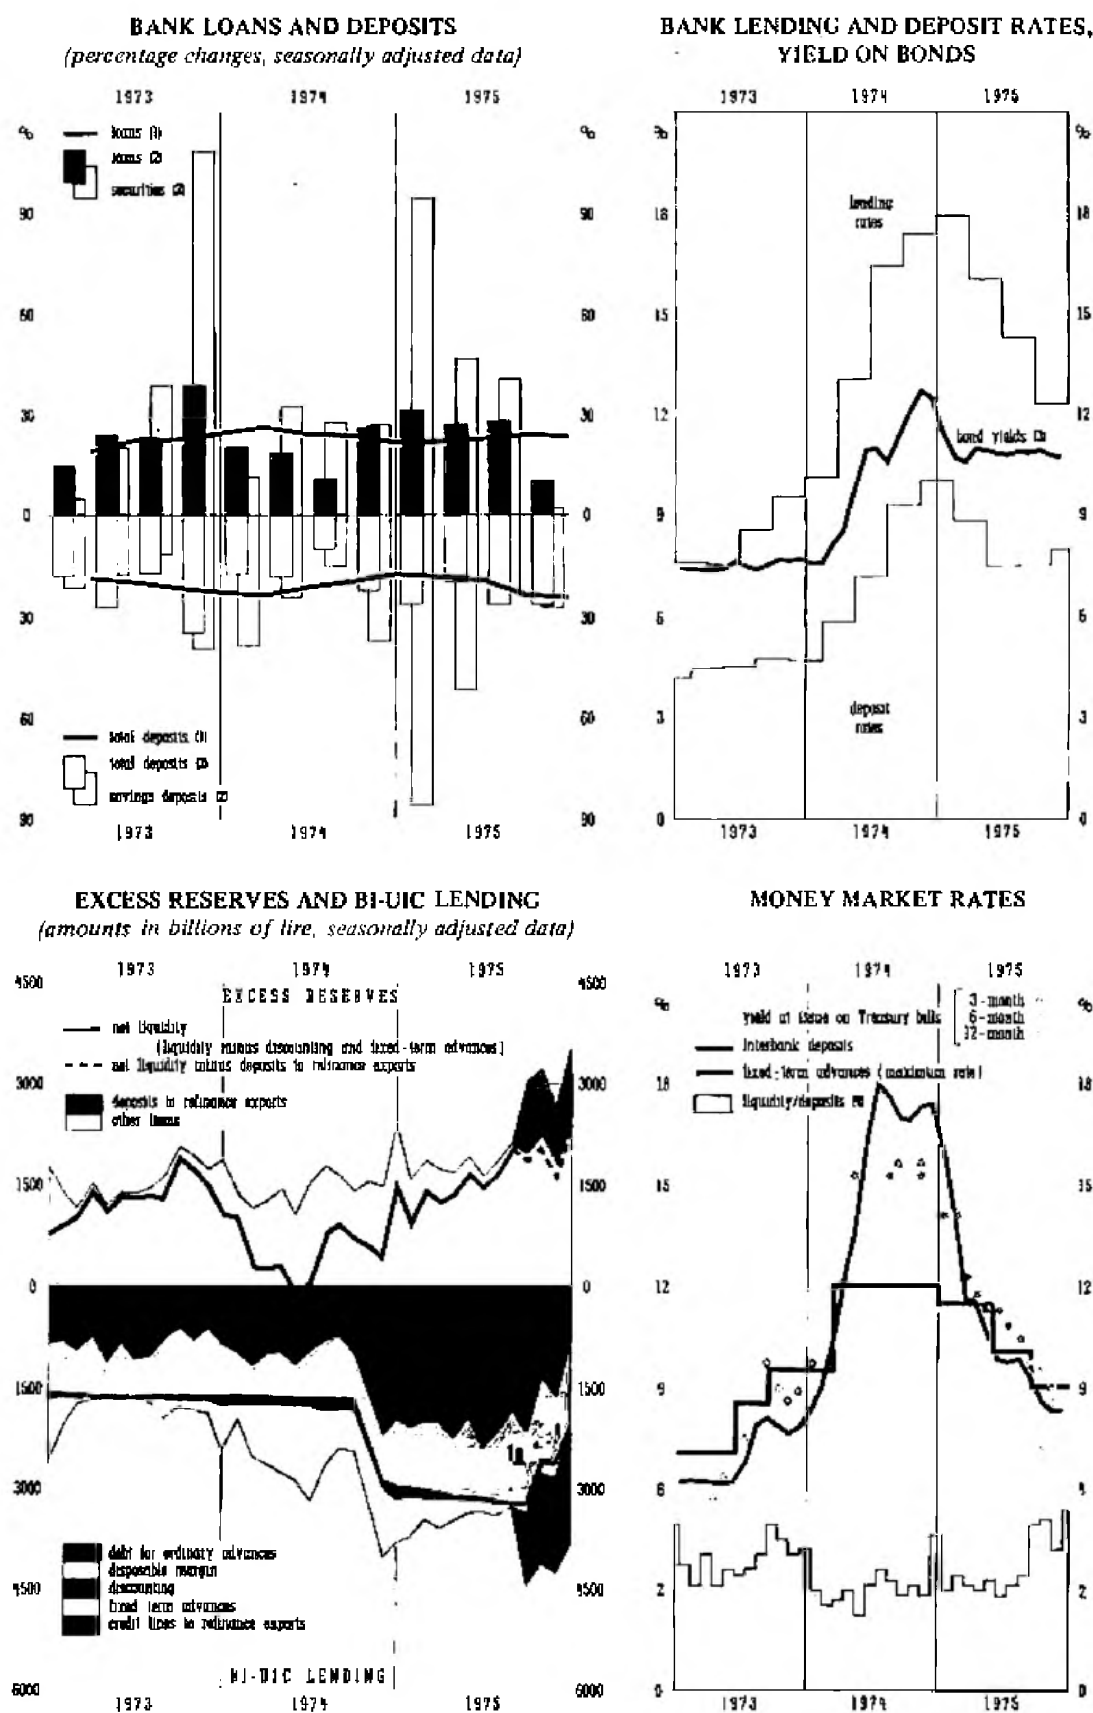 BANK LOANS AND DEPOSITS
(percentage changes, seasonally adjusted data)
1973 1974 1975
% %
loans (1)
loans (2)
securities (2)
90 90
60 60
30 30
0 0
30 30
60 60
total deposits (1)
total deposits (2)
savings deposits (2)
90 90
1973 1974 1975
BANK LENDING AND DEPOSIT RATES,
YIELD ON BONDS
1973 1974 1975
% %
lending
rates
18 18
15 15
12 12
bond yields (3)
9 9
6 6
3 3
deposit
rates
0 0
1973 1974 1975
EXCESS RESERVES AND BI-UIC LENDING
(amounts in billions of lire, seasonally adjusted data)
1973 1974 1975
4500 4500
EXCESS RESERVES
net liquidity
(liquidity minus discounting and fixed-term advances)
net liquidity minus deposits to refinance exports
3000 3000
deposits to refinance exports
other items
1500 1500
0 0
1500 1500
3000 3000
debt for ordinary advances
disposable margin
discounting
fixed term advances
credit lines to refinance exports
4500 4500
BI-UIC LENDING
6000 6000
1973 1974 1975
MONEY MARKET RATES
1973 1974 1975
% %
yield at issue on Treasury bills
3-month
6-month
12-month
interbank deposits
fixed-term advances (maximum rate)
18 18
liquidity/deposits
15 15
12 12
9 9
6
4
2 2
0 0
1973 1974 1975